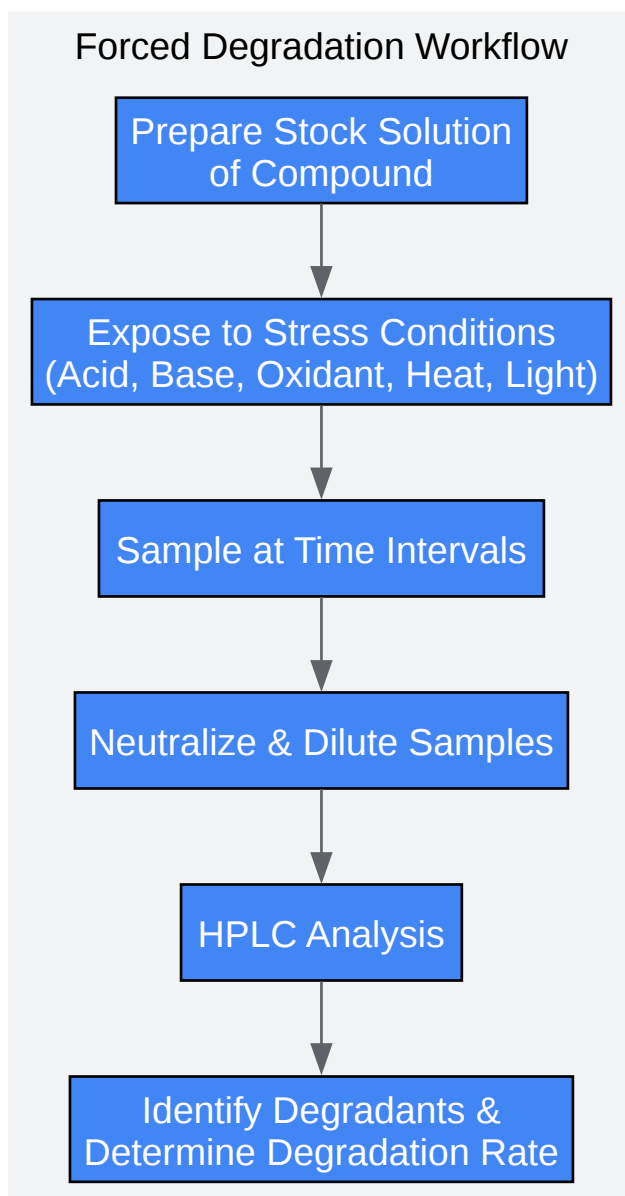 Forced Degradation Workflow
Prepare Stock Solution
of Compound
Expose to Stress Conditions
(Acid, Base, Oxidant, Heat, Light)
Sample at Time Intervals
Neutralize & Dilute Samples
HPLC Analysis
Identify Degradants &
Determine Degradation Rate